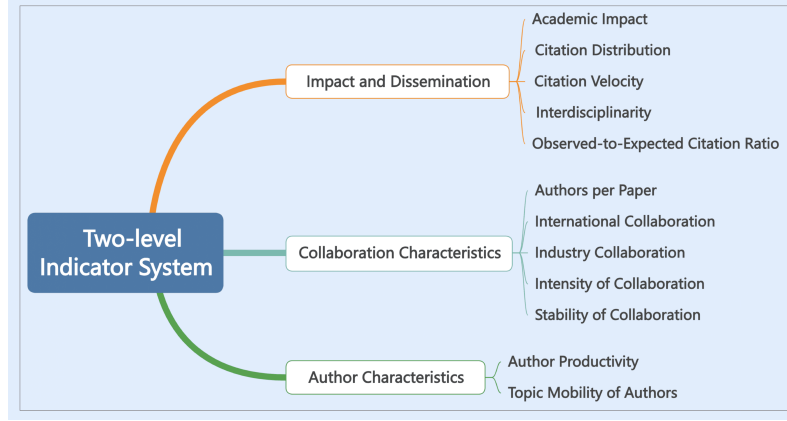 Two-level
Indicator System
Impact and Dissemination
Academic Impact
Citation Distribution
Citation Velocity
Interdisciplinarity
Observed-to-Expected Citation Ratio
Collaboration Characteristics
Authors per Paper
International Collaboration
Industry Collaboration
Intensity of Collaboration
Stability of Collaboration
Author Characteristics
Author Productivity
Topic Mobility of Authors